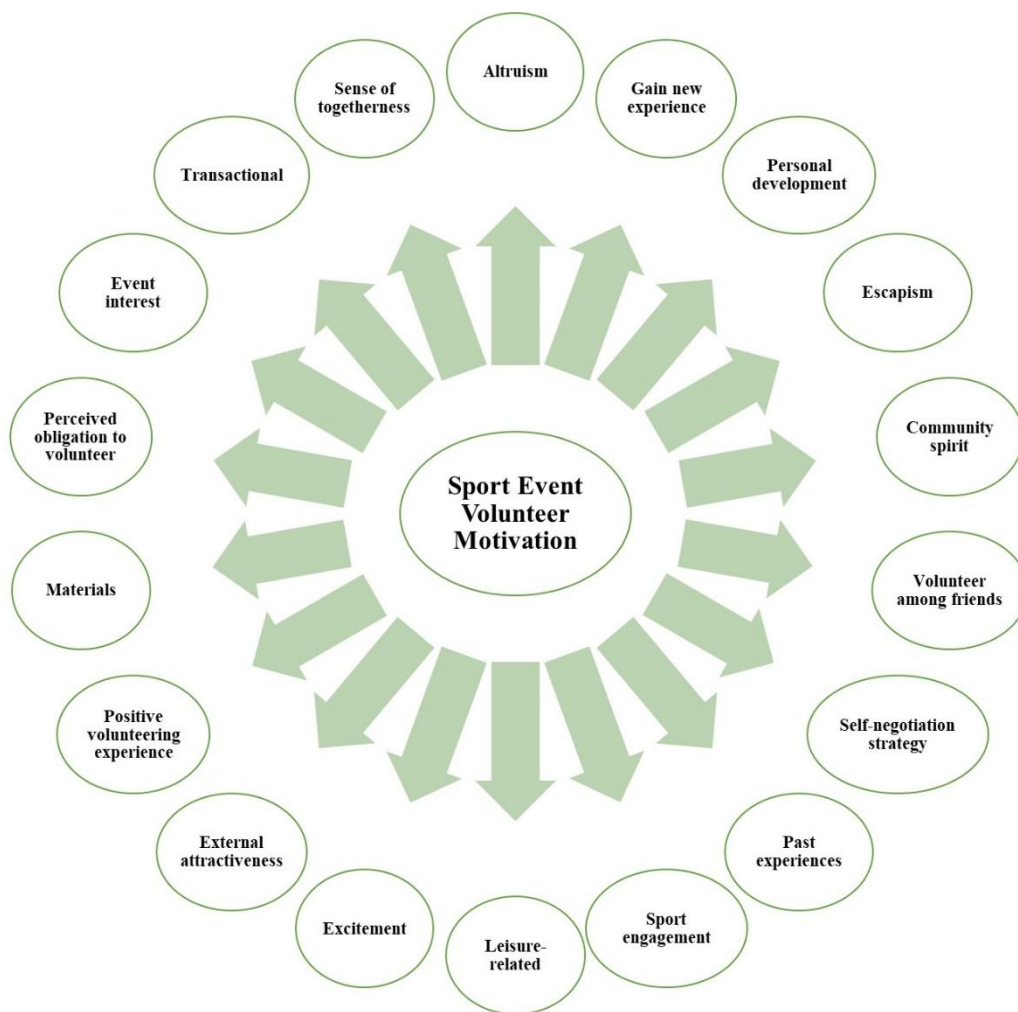 Altruism
Gain new
experience
Personal
development
Escapism
Community
spirit
Volunteer
among friends
Self-negotiation
strategy
Past
experiences
Sport
engagement
Leisure-
related
Excitement
External
attractiveness
Positive
volunteering
experience
Materials
Perceived
obligation to
volunteer
Event
interest
Transactional
Sense of
togetherness
Sport Event
Volunteer
Motivation